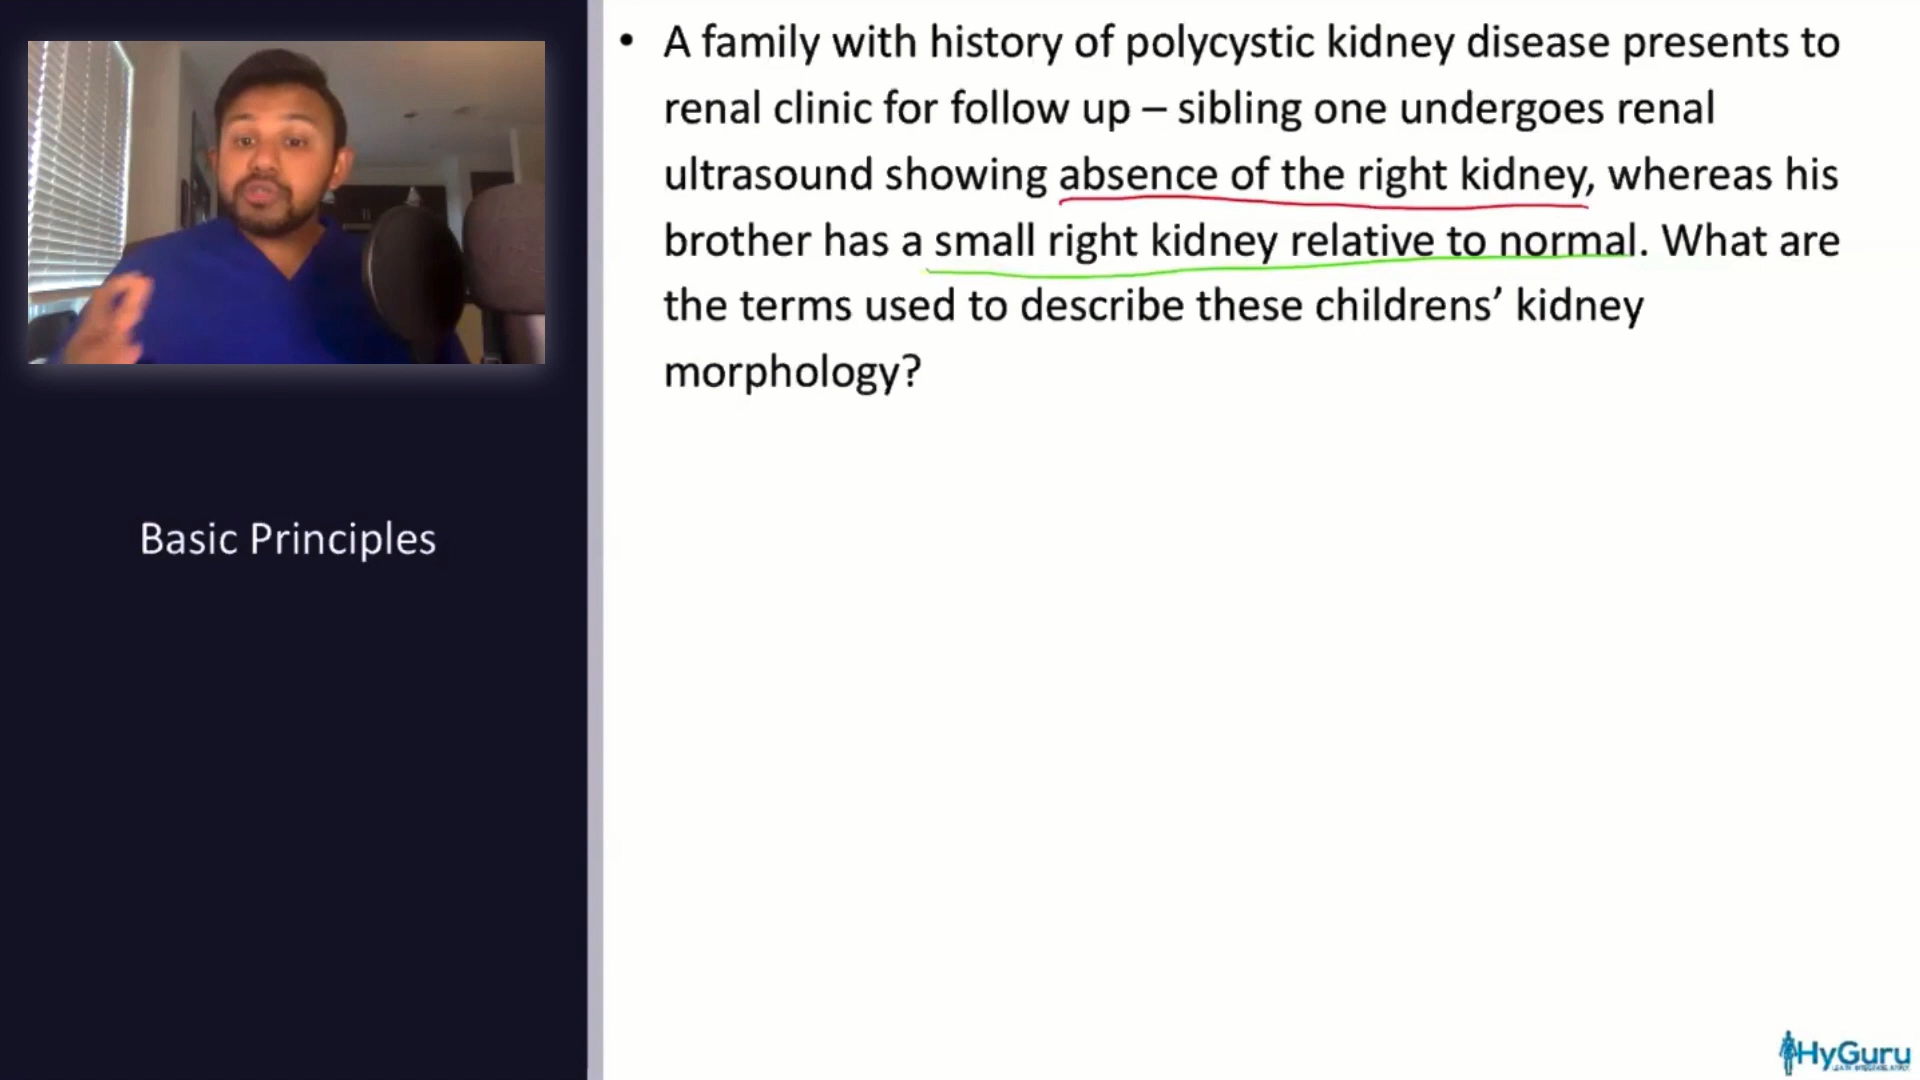 • A family with history of polycystic kidney disease presents to
renal clinic for follow up – sibling one undergoes renal
ultrasound showing absence of the right kidney, whereas his
brother has a small right kidney relative to normal. What are
the terms used to describe these childrens’ kidney
morphology?
Basic Principles
HyGuru